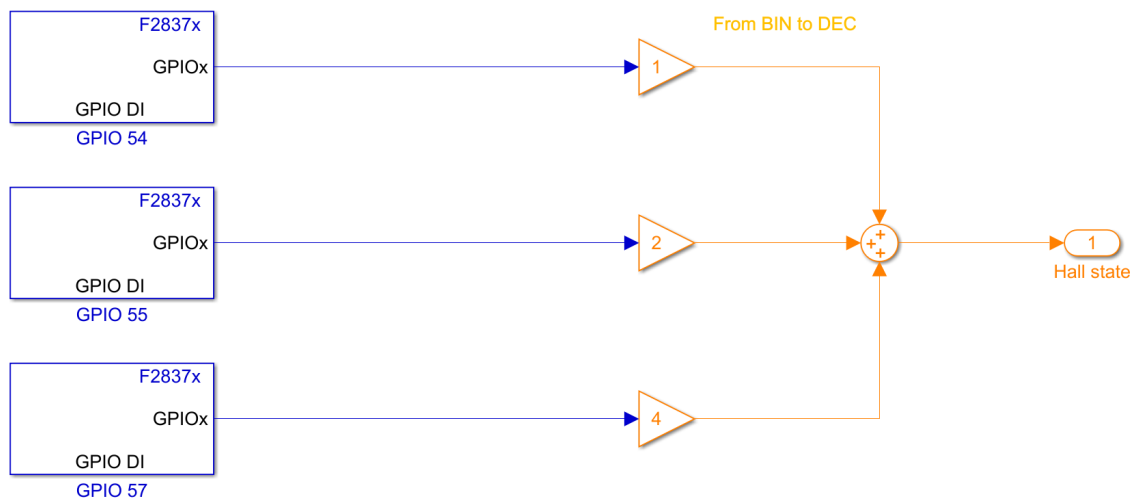 F2837x
GPIOx
GPIO DI
GPIO 54
1
From BIN to DEC
F2837x
GPIOx
GPIO DI
GPIO 55
2
+
+
+
1
Hall state
F2837x
GPIOx
GPIO DI
GPIO 57
4